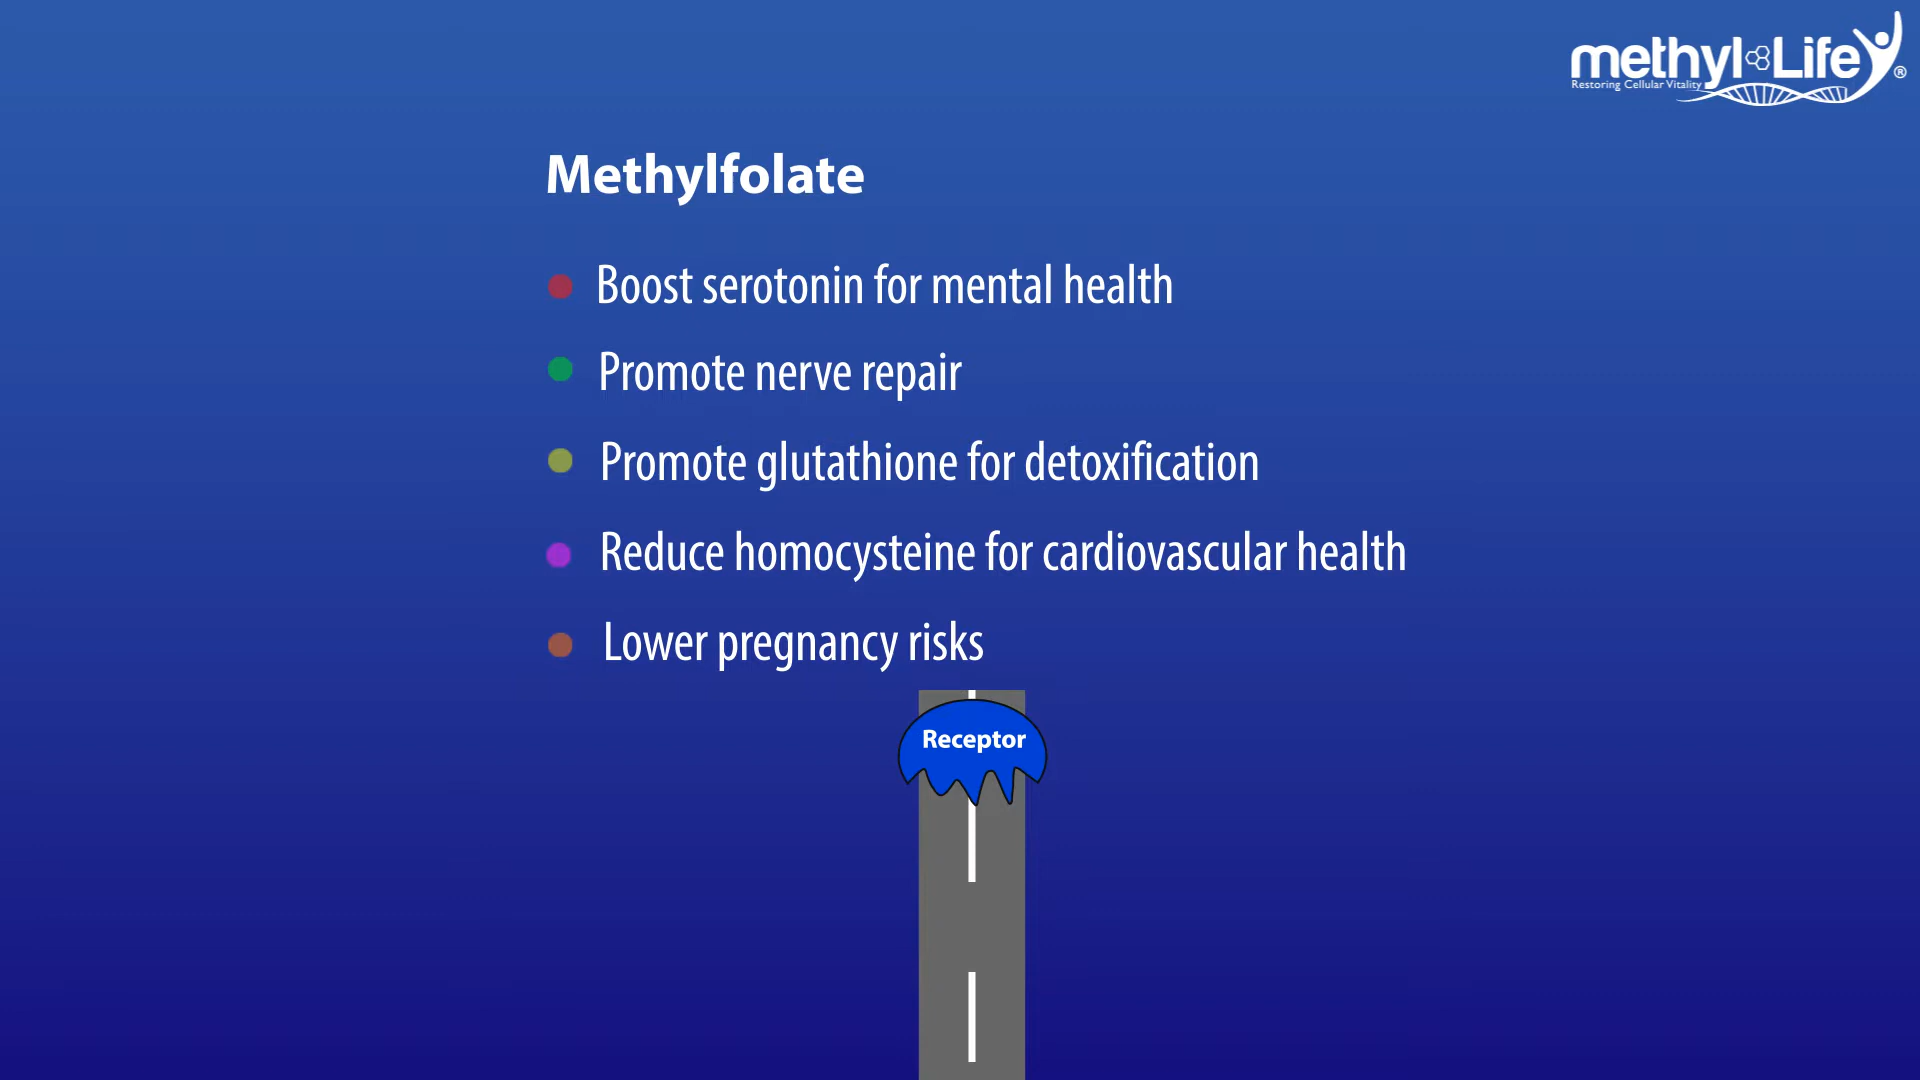 methyl Life ®
Restoring Cellular Vitality
Methylfolate
Boost serotonin for mental health
Promote nerve repair
Promote glutathione for detoxification
Reduce homocysteine for cardiovascular health
Lower pregnancy risks
Receptor